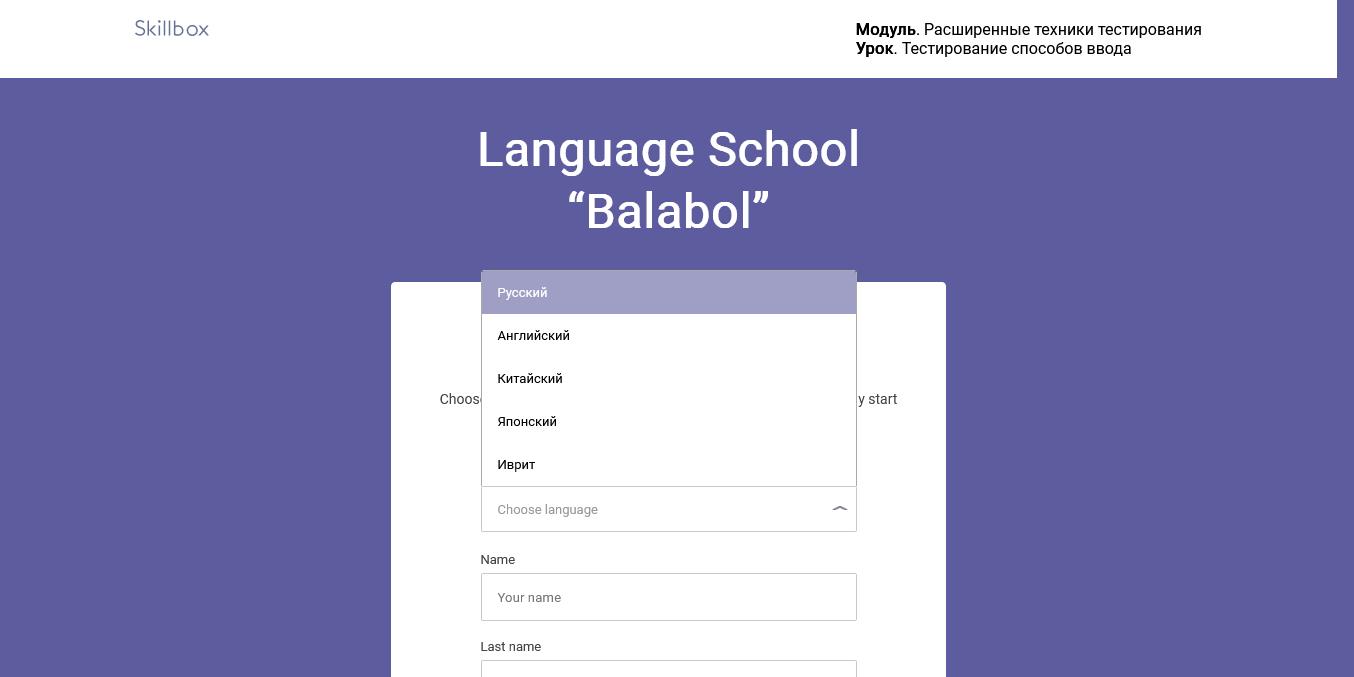 Skillbox
Модуль. Расширенные техники тестирования
Урок. Тестирование способов ввода
Language School
“Balabol”
Русский
Английский
Китайский
Choose y start
Японский
Иврит
Choose language
Name
Your name
Last name